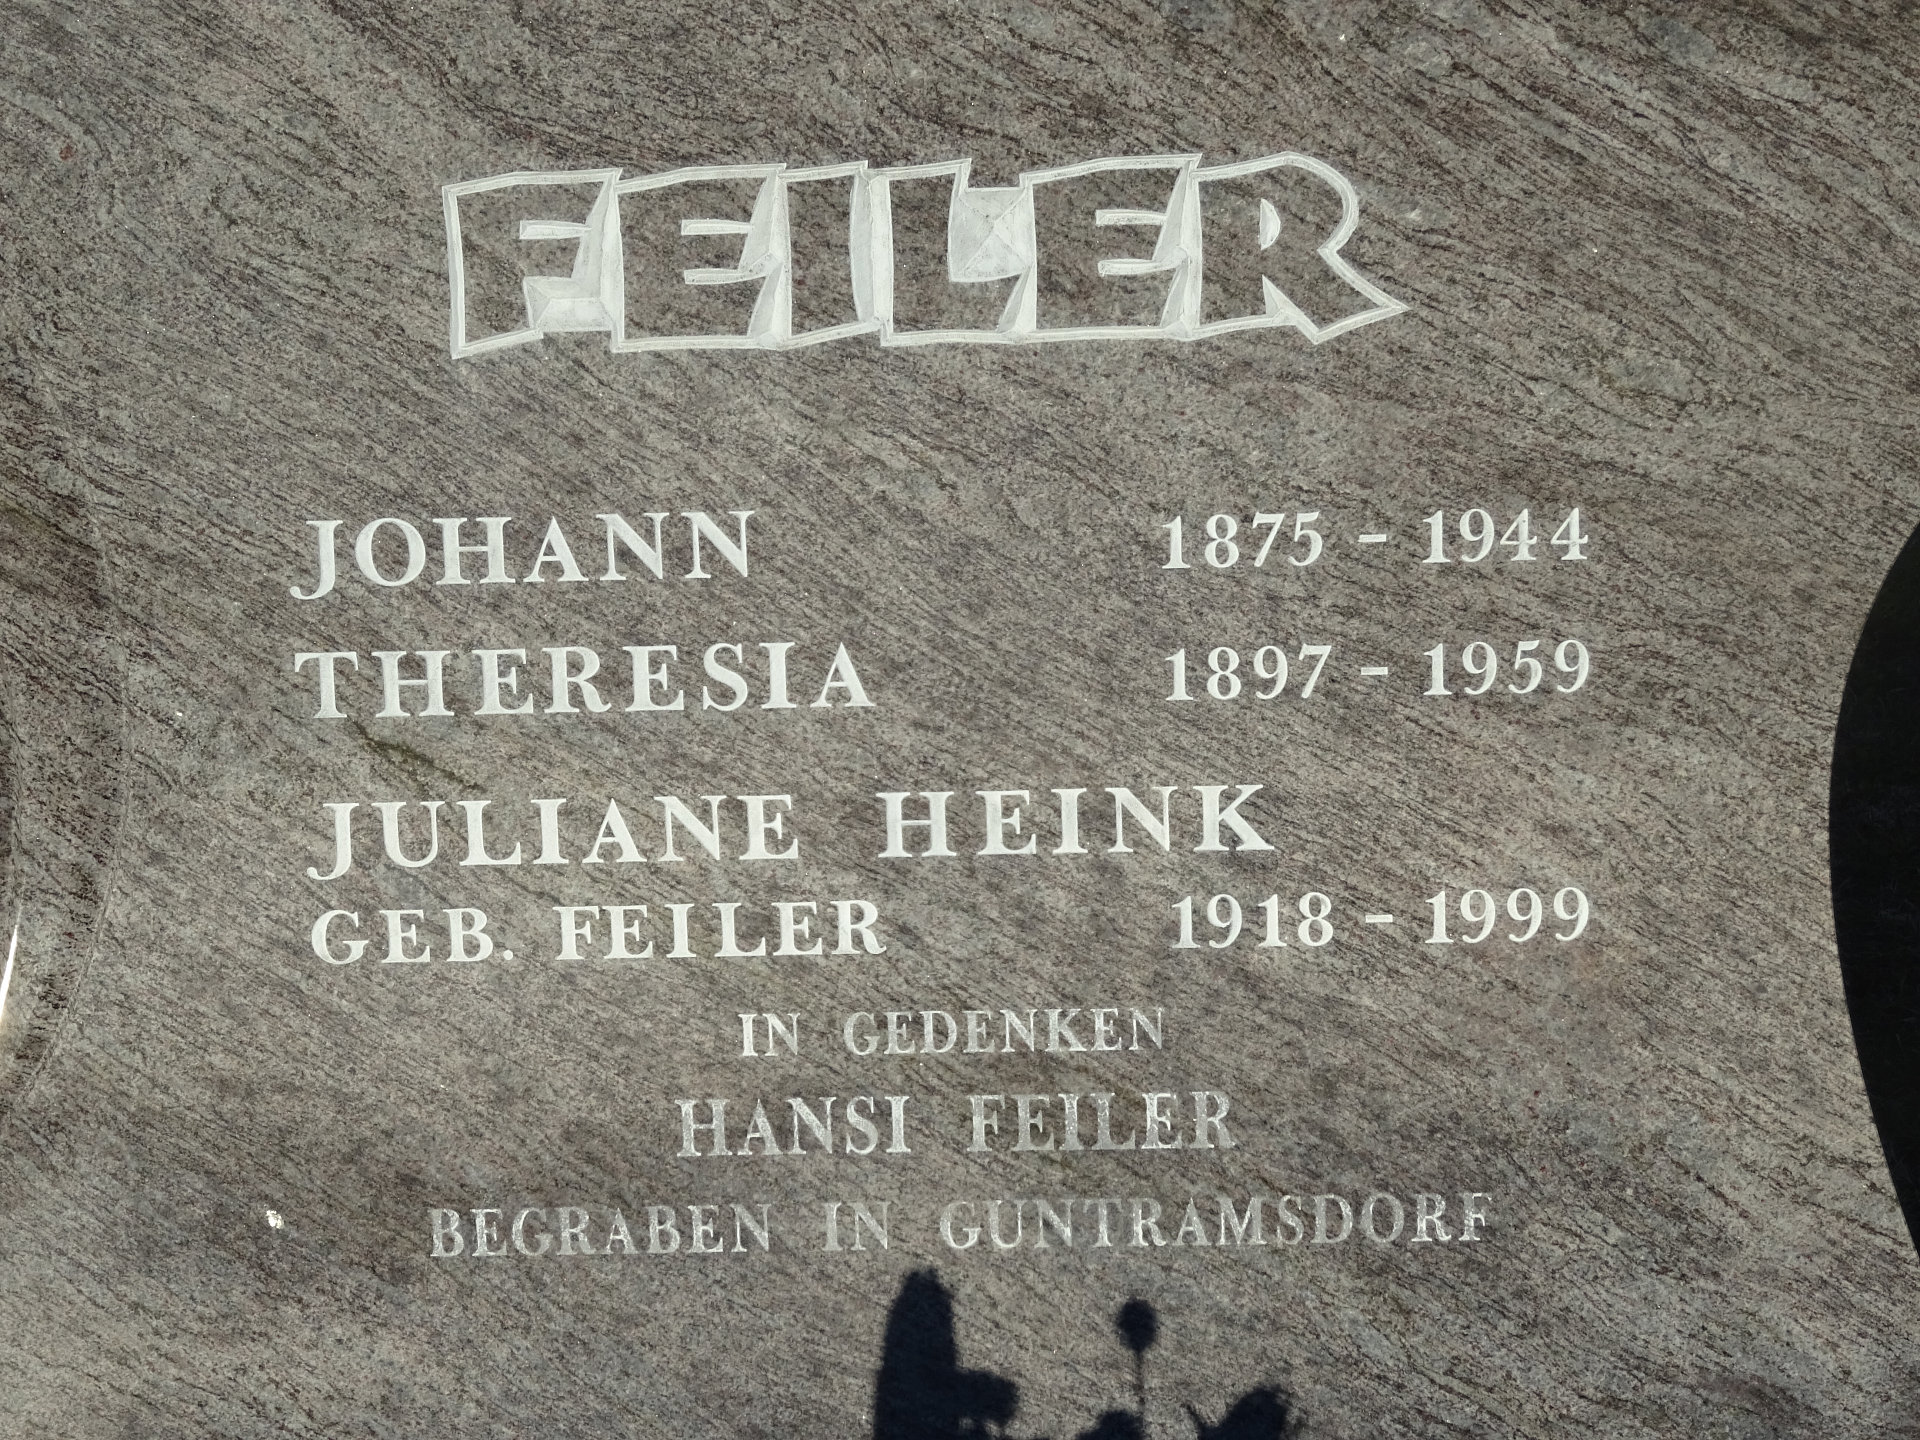 FEILER
JOHANN 1875 - 1944
THERESIA 1897 - 1959
JULIANE HEINK
GEB. FEILER 1918 - 1999
IN GEDENKEN
HANSI FEILER
BEGRABEN IN GUNTRAMSDORF